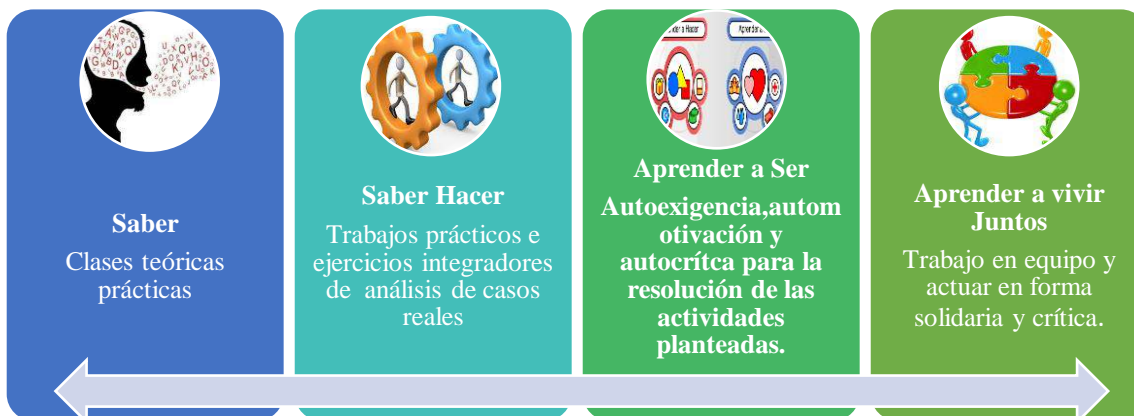 Saber
Clases teóricas
prácticas
Saber Hacer
Trabajos prácticos e
ejercicios integradores
de análisis de casos
reales
Aprender a Ser
Autoexigencia,autom
otivación y
autocrítca para la
resolución de las
actividades
planteadas.
Aprender a vivir
Juntos
Trabajo en equipo y
actuar en forma
solidaria y crítica.